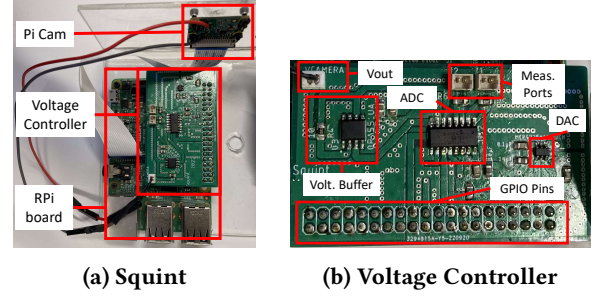 Pi Cam
Voltage
Controller
RPi
board
(a) Squint
VCAMERA
Vout
ADC
Meas.
Ports
DAC
Squint
Volt. Buffer
GPIO Pins
(b) Voltage Controller